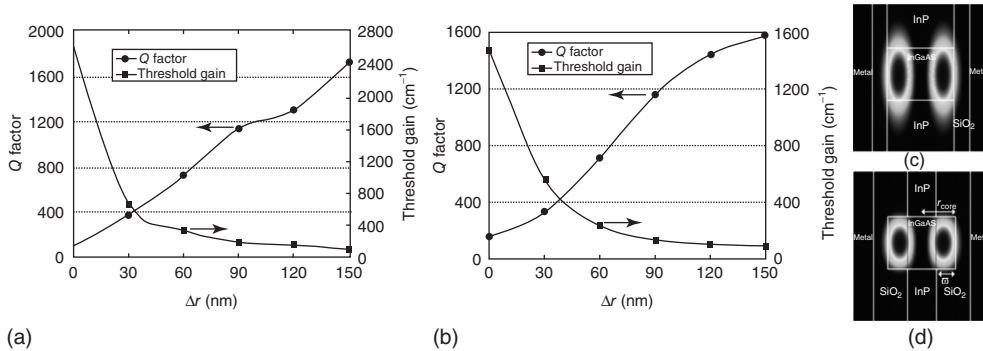 2000
1600
1200
800
400
0
Q factor
Q factor
Threshold gain
2800
2400
2000
1600
1200
800
400
0
Threshold gain (cm⁻¹)
0 30 60 90 120 150
Δr (nm)
(a)
1600
1200
800
400
0
Q factor
Q factor
Threshold gain
1600
1200
800
400
0
Threshold gain (cm⁻¹)
0 30 60 90 120 150
Δr (nm)
(b)
InP
InGaAS
Metal
InP
SiO₂
(c)
InP
r core
InGaAS
Metal
SiO₂ InP SiO₂
ϖ
(d)